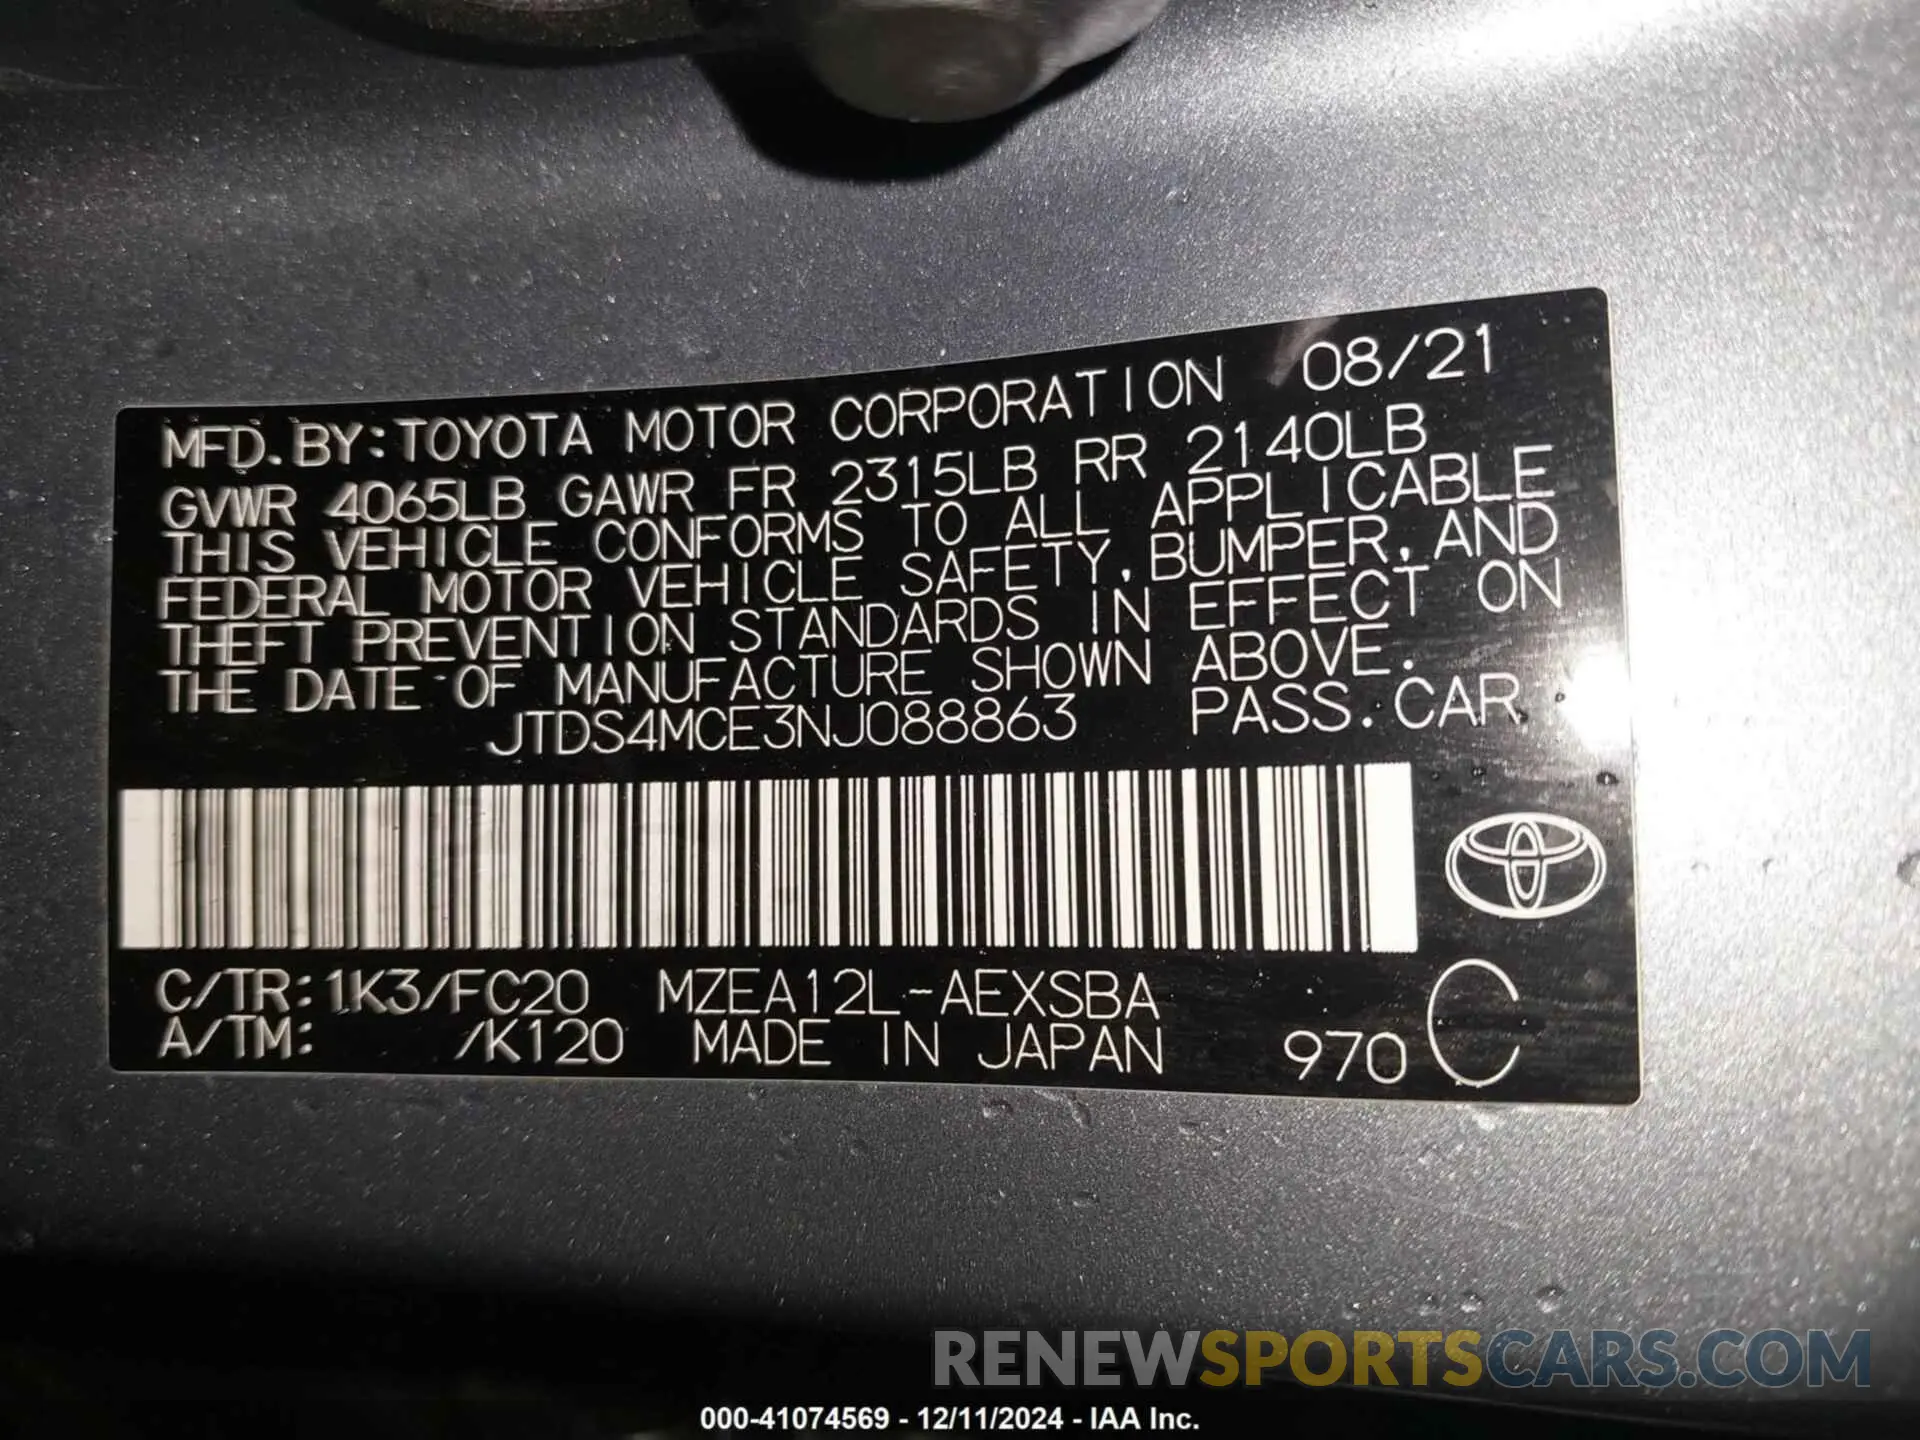 MFD. BY: TOYOTA MOTOR CORPORATION 08/21
GVWR 4065LB GAWR FR 2315LB RR 2140LB
THIS VEHICLE CONFORMS TO ALL APPLICABLE
FEDERAL MOTOR VEHICLE SAFETY, BUMPER, AND
THEFT PREVENTION STANDARDS IN EFFECT ON
THE DATE OF MANUFACTURE SHOWN ABOVE.
JTDS4MCE3NJ088863 PASS. CAR
C/TR: 1K3/FC20 MZEA12L-AEXSBA
A/TM: /K120 MADE IN JAPAN 970 C
RENEWSPORTSCARS.COM
000-41074569 - 12/11/2024 - IAA Inc.